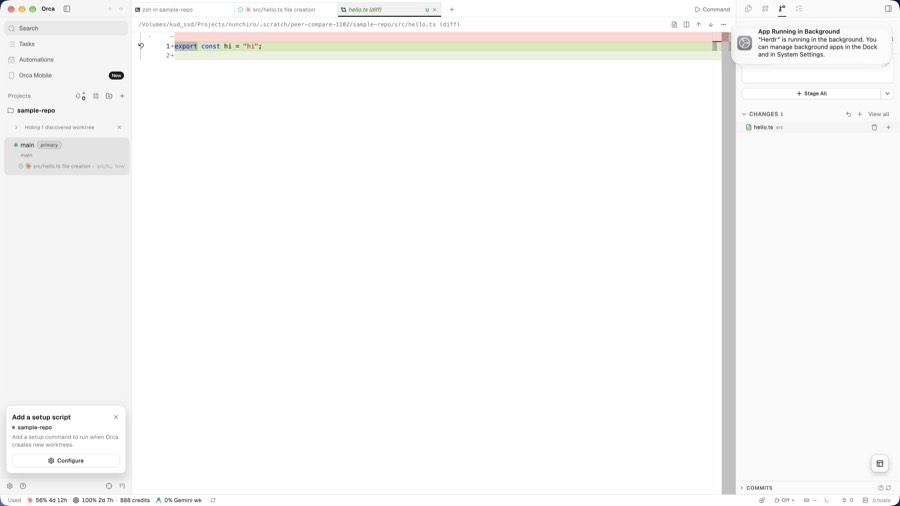 Orca
Search
Tasks
Automations
Orca Mobile
New
Projects
sample-repo
Hiding 1 discovered worktree
main
primary
main
src/hello.ts file creation
now
Add a setup script
sample-repo
Add a setup command to run when Orca
creates new worktrees.
Configure
zsh in sample-repo
src/hello.ts file creation
hello.ts (diff)
U
Command
/Volumes/kud_ssd/Projects/nunchiro/.scratch/peer-compare-1102/sample-repo/src/hello.ts (diff)
1+export const hi = "hi";
2+
App Running in Background
"Herdr" is running in the background. You
can manage background apps in the Dock
and in System Settings.
Stage All
CHANGES 1
View all
hello.ts src
COMMITS
Used 56% 4d 12h 100% 2d 7h · 888 credits 0% Gemini wk
Off
0
0 hosts